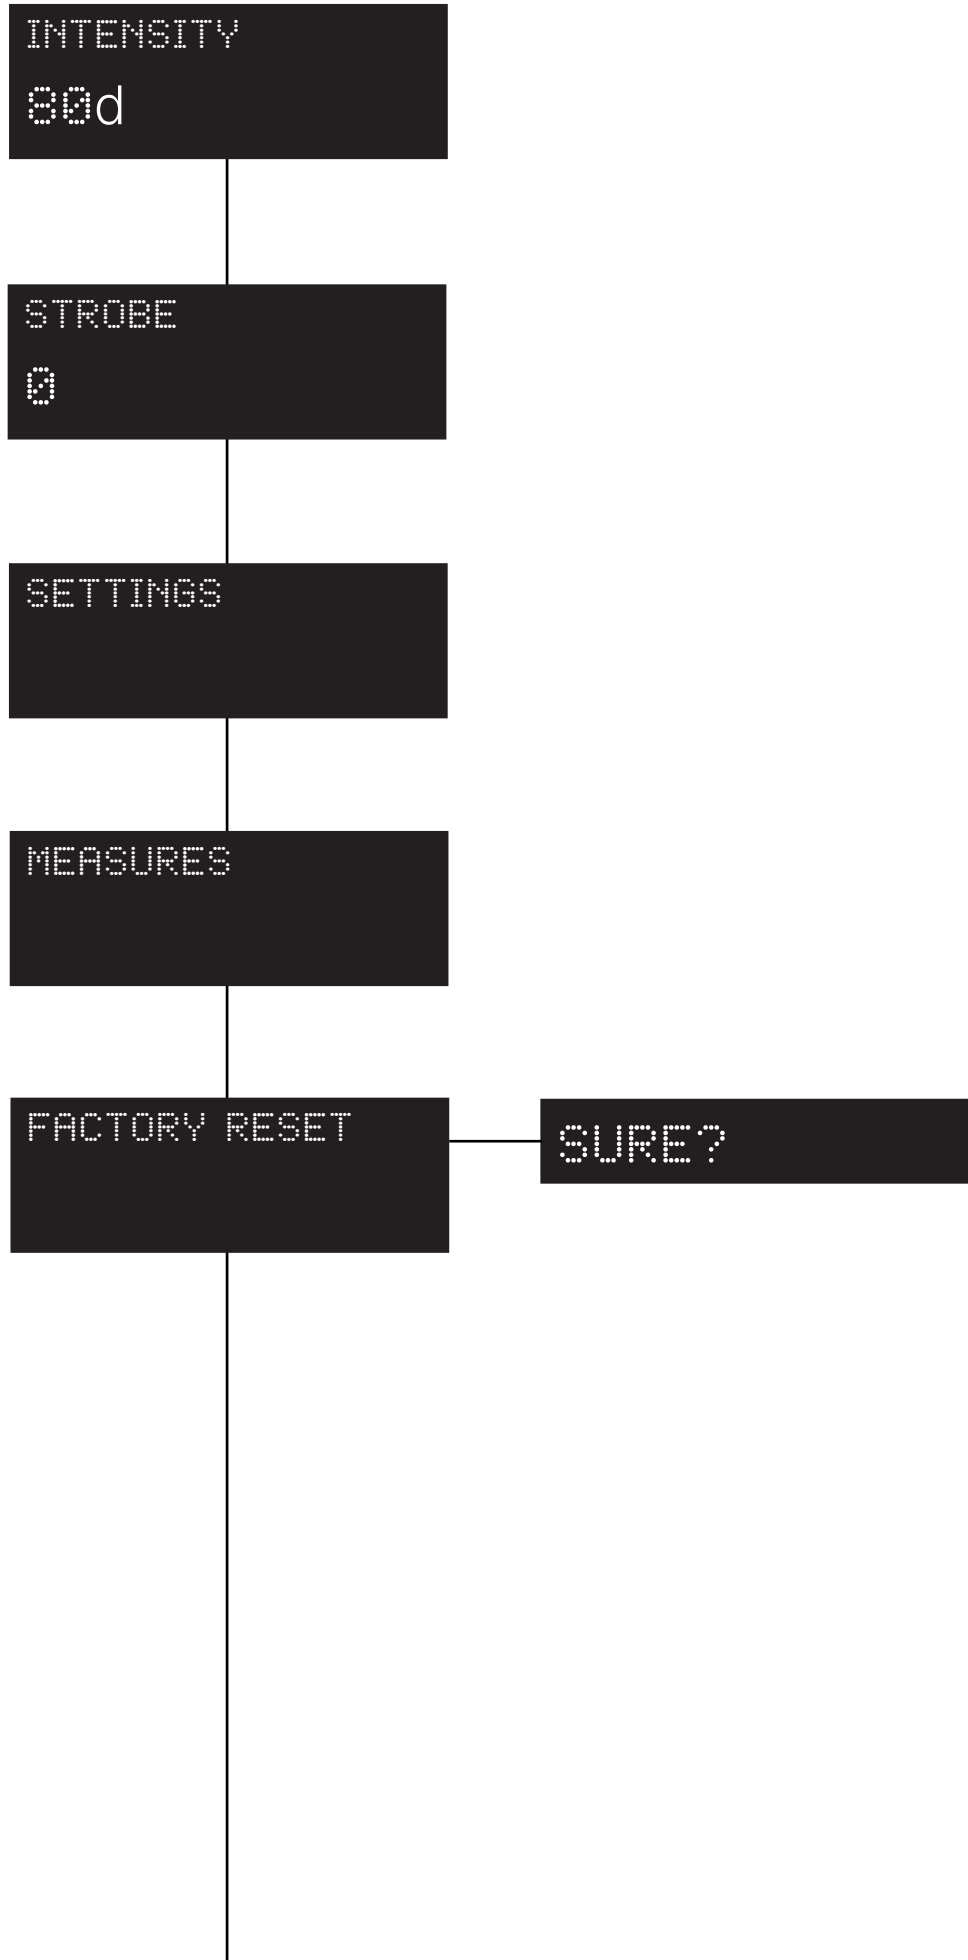 INTENSITY
80d
STROBE
0
SETTINGS
MEASURES
FACTORY RESET
SURE?